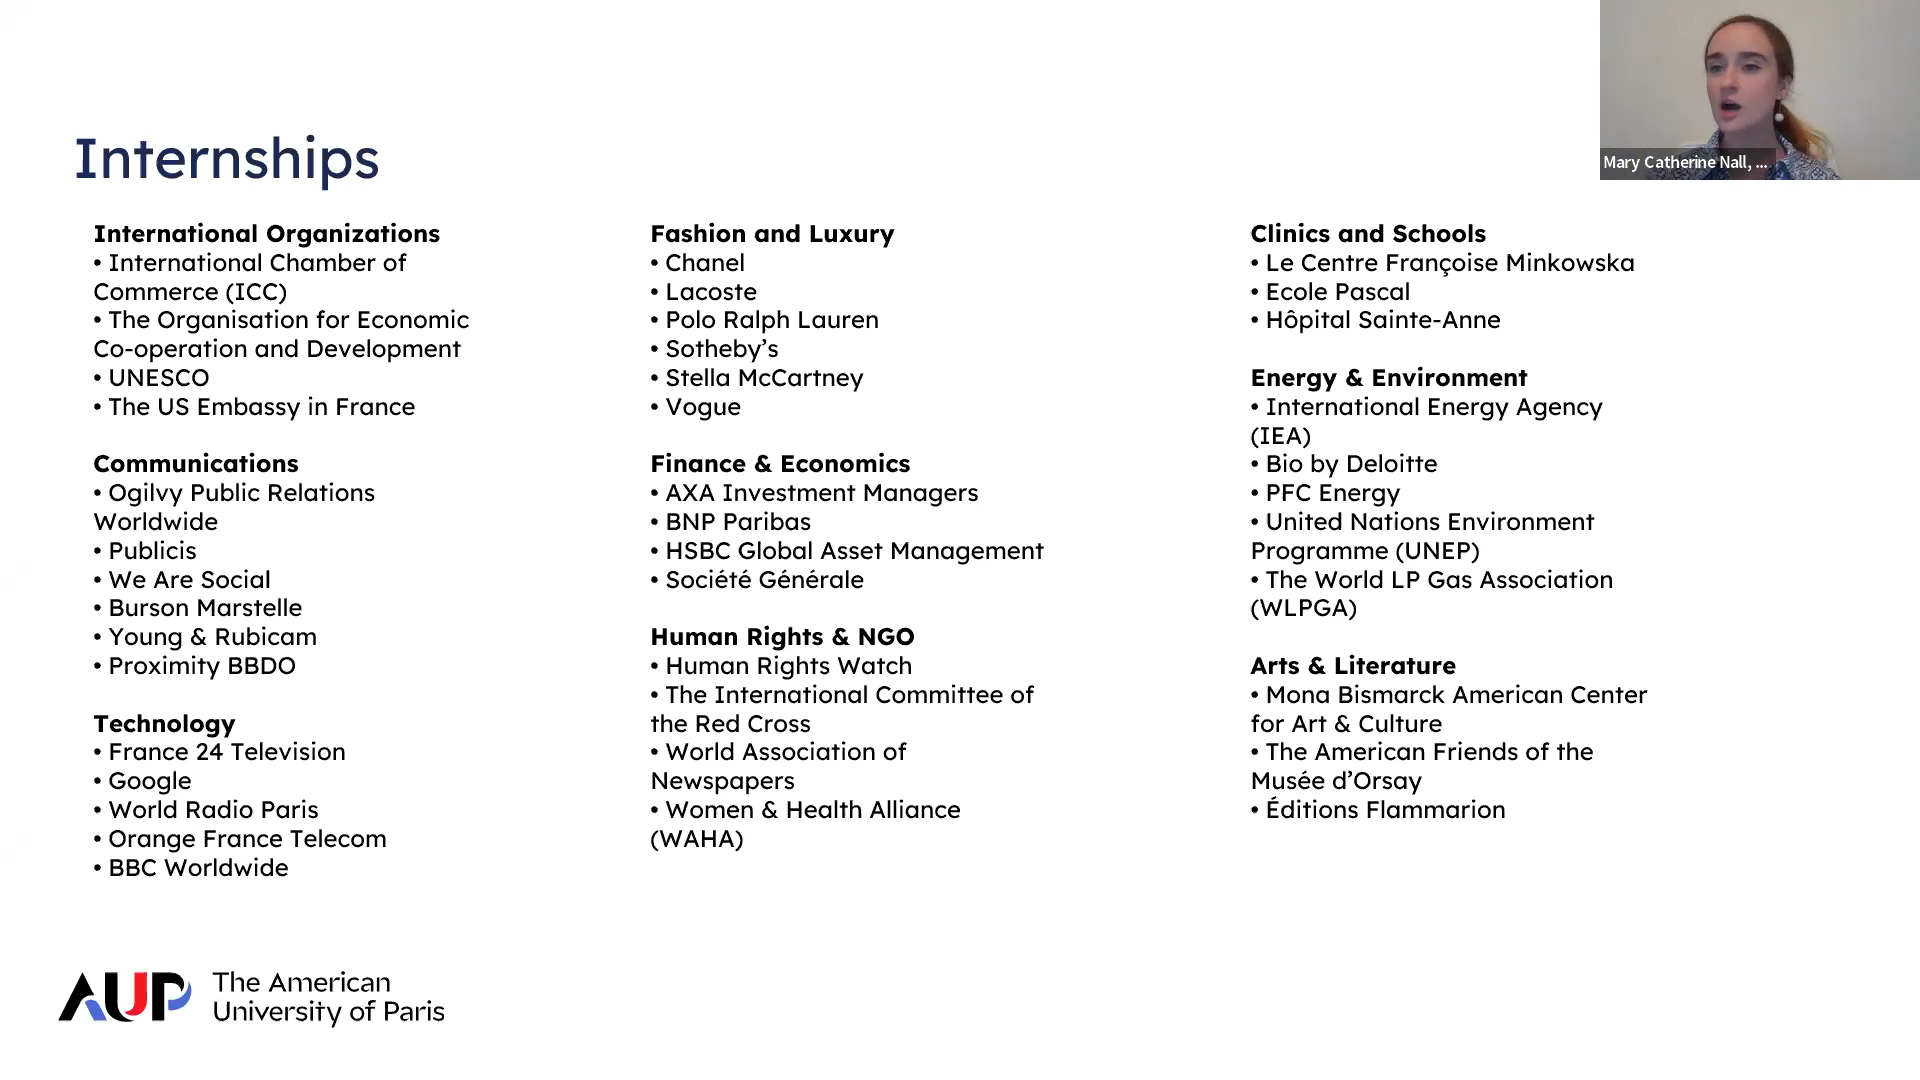 Internships
International Organizations
• International Chamber of
Commerce (ICC)
• The Organisation for Economic
Co-operation and Development
• UNESCO
• The US Embassy in France
Communications
• Ogilvy Public Relations
Worldwide
• Publicis
• We Are Social
• Burson Marstelle
• Young & Rubicam
• Proximity BBDO
Technology
• France 24 Television
• Google
• World Radio Paris
• Orange France Telecom
• BBC Worldwide
Fashion and Luxury
• Chanel
• Lacoste
• Polo Ralph Lauren
• Sotheby’s
• Stella McCartney
• Vogue
Finance & Economics
• AXA Investment Managers
• BNP Paribas
• HSBC Global Asset Management
• Société Générale
Human Rights & NGO
• Human Rights Watch
• The International Committee of
the Red Cross
• World Association of
Newspapers
• Women & Health Alliance
(WAHA)
Clinics and Schools
• Le Centre Françoise Minkowska
• Ecole Pascal
• Hôpital Sainte-Anne
Energy & Environment
• International Energy Agency
(IEA)
• Bio by Deloitte
• PFC Energy
• United Nations Environment
Programme (UNEP)
• The World LP Gas Association
(WLPGA)
Arts & Literature
• Mona Bismarck American Center
for Art & Culture
• The American Friends of the
Musée d’Orsay
• Éditions Flammarion
Mary Catherine Nall, ...
AUP
The American
University of Paris